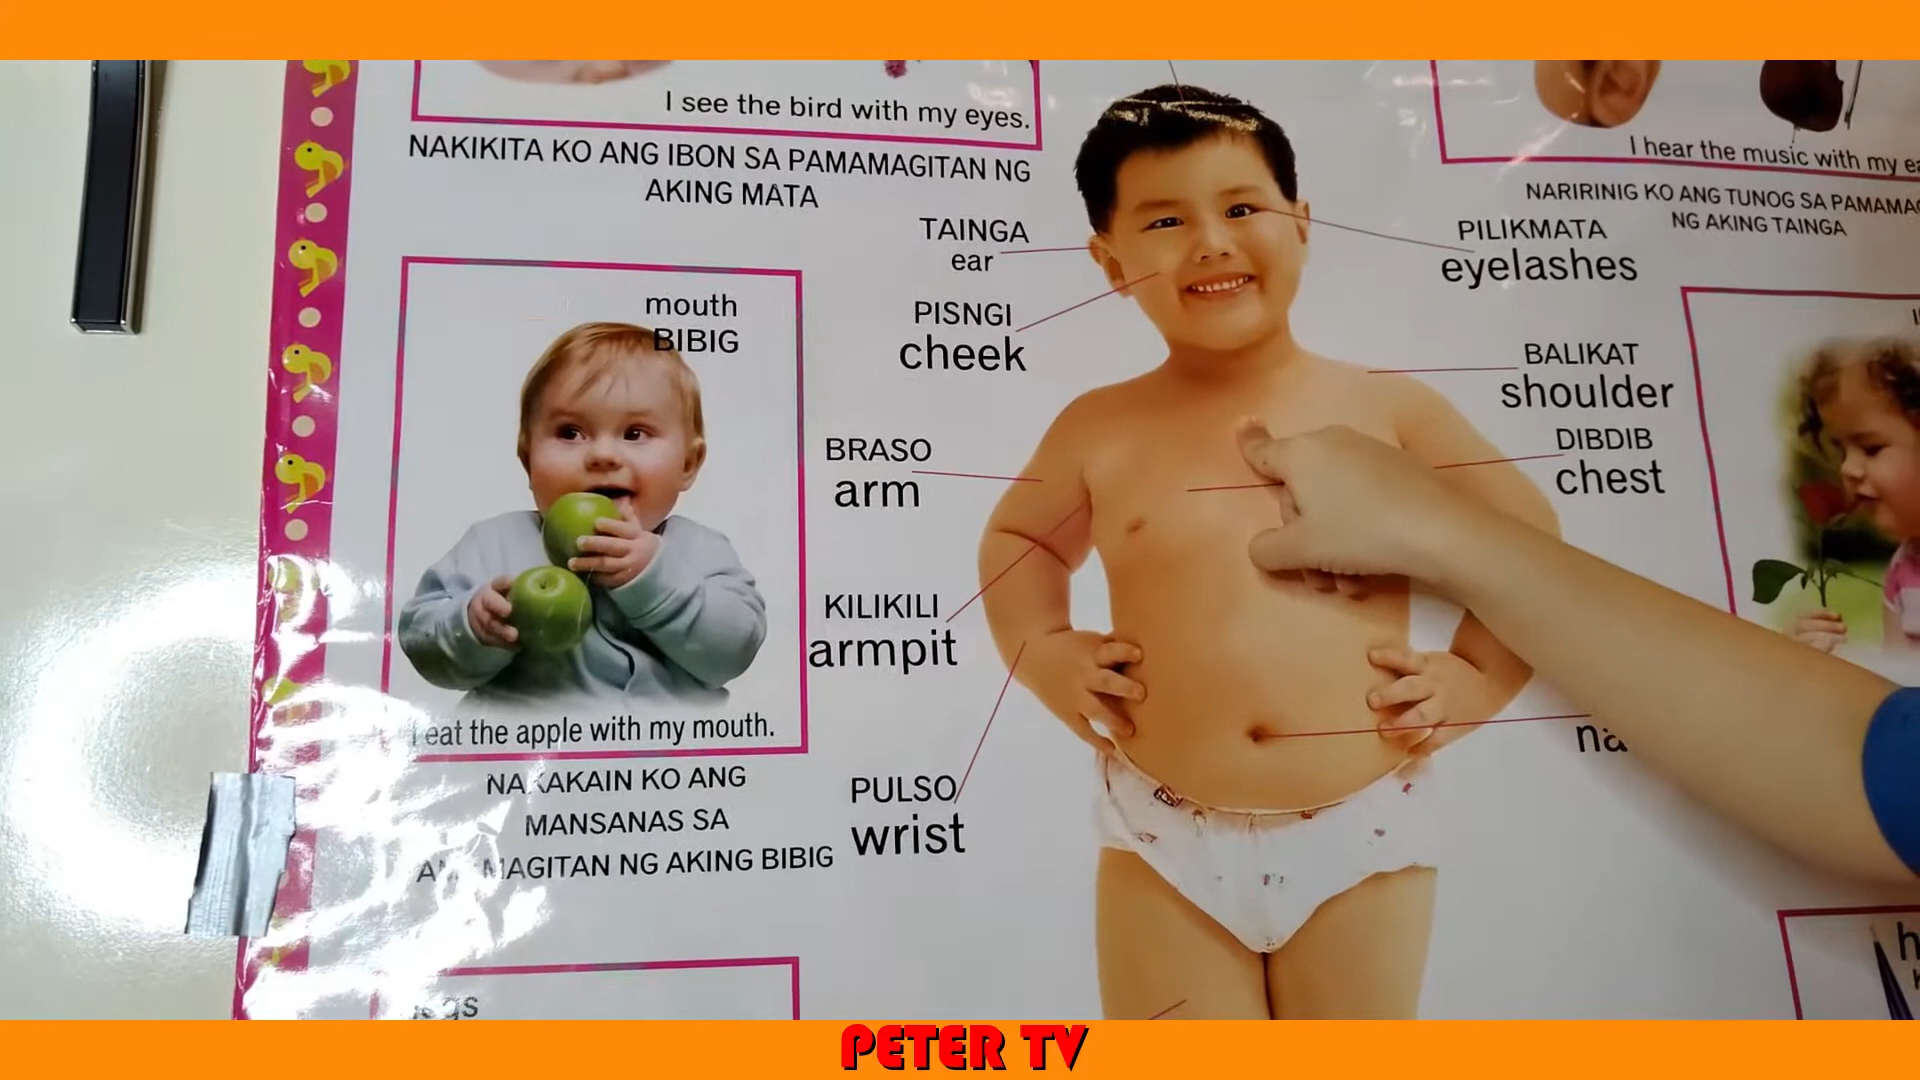 I see the bird with my eyes.
NAKIKITA KO ANG IBON SA PAMAMAGITAN NG
AKING MATA
mouth
BIBIG
eat the apple with my mouth.
KO ANG
MANSANAS SA
NG AKING BIBIG
TAINGA
ear
PISNGI
cheek
BRASO
arm
KILIKILI
armpit
PULSO
wrist
I hear the music with my
NARIRINIG KO ANG TUNOG SA
NG AKING TAINGA
PILIKMATA
eyelashes
BALIKAT
shoulder
DIBDIB
chest
PETER TV